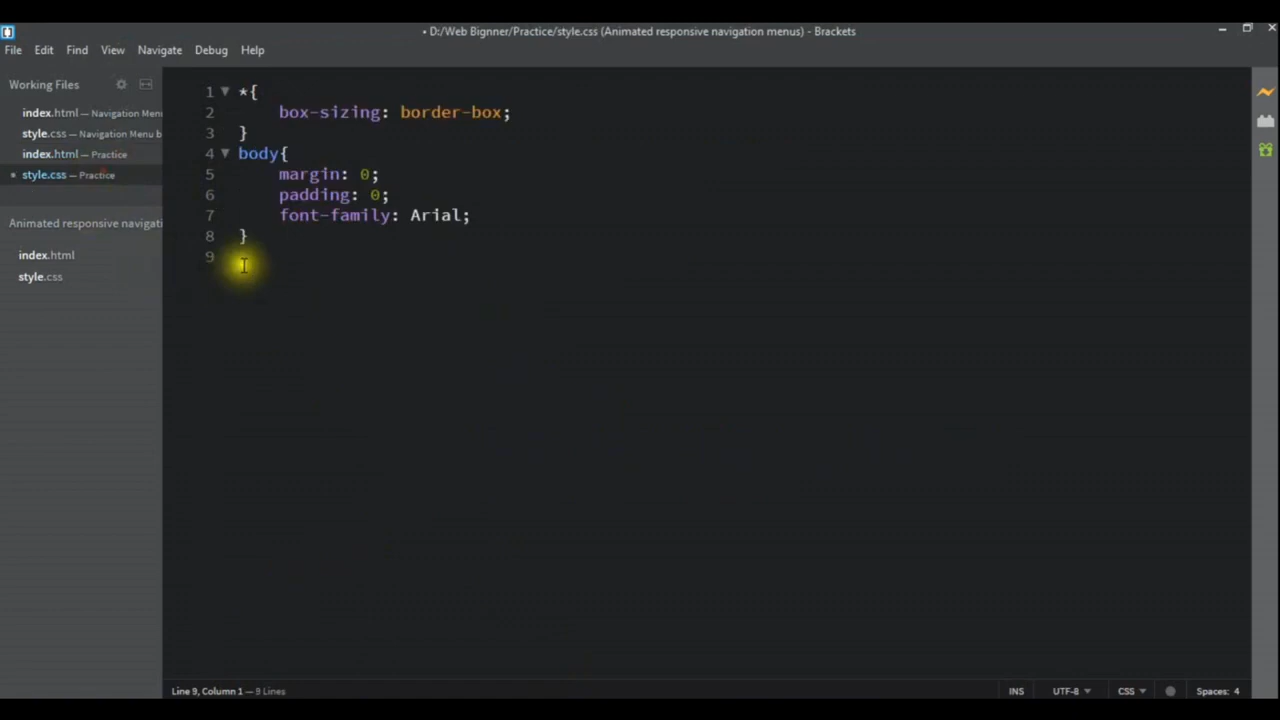 • D:/Web Bignner/Practice/style.css (Animated responsive navigation menus) - Brackets
File Edit Find View Navigate Debug Help
Working Files
index.html — Navigation Menu
style.css — Navigation Menu b
index.html — Practice
• style.css — Practice
Animated responsive navigati
index.html
style.css
1 ▼ *{
2 box-sizing: border-box;
3 }
4 ▼ body{
5 margin: 0;
6 padding: 0;
7 font-family: Arial;
8 }
9
Line 9, Column 1 — 9 Lines
INS UTF-8 ▼ CSS ▼ Spaces: 4